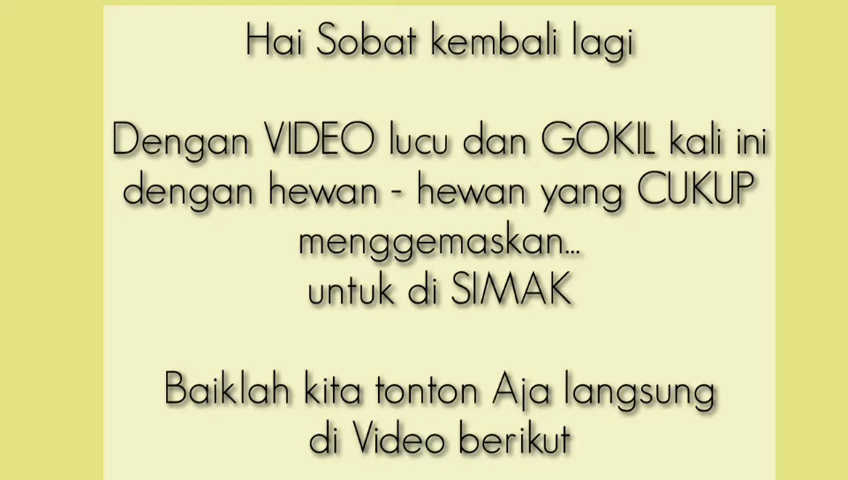 Hai Sobat kembali lagi
Dengan VIDEO lucu dan GOKIL kali ini
dengan hewan - hewan yang CUKUP
menggemaskan...
untuk di SIMAK
Baiklah kita tonton Aja langsung
di Video berikut